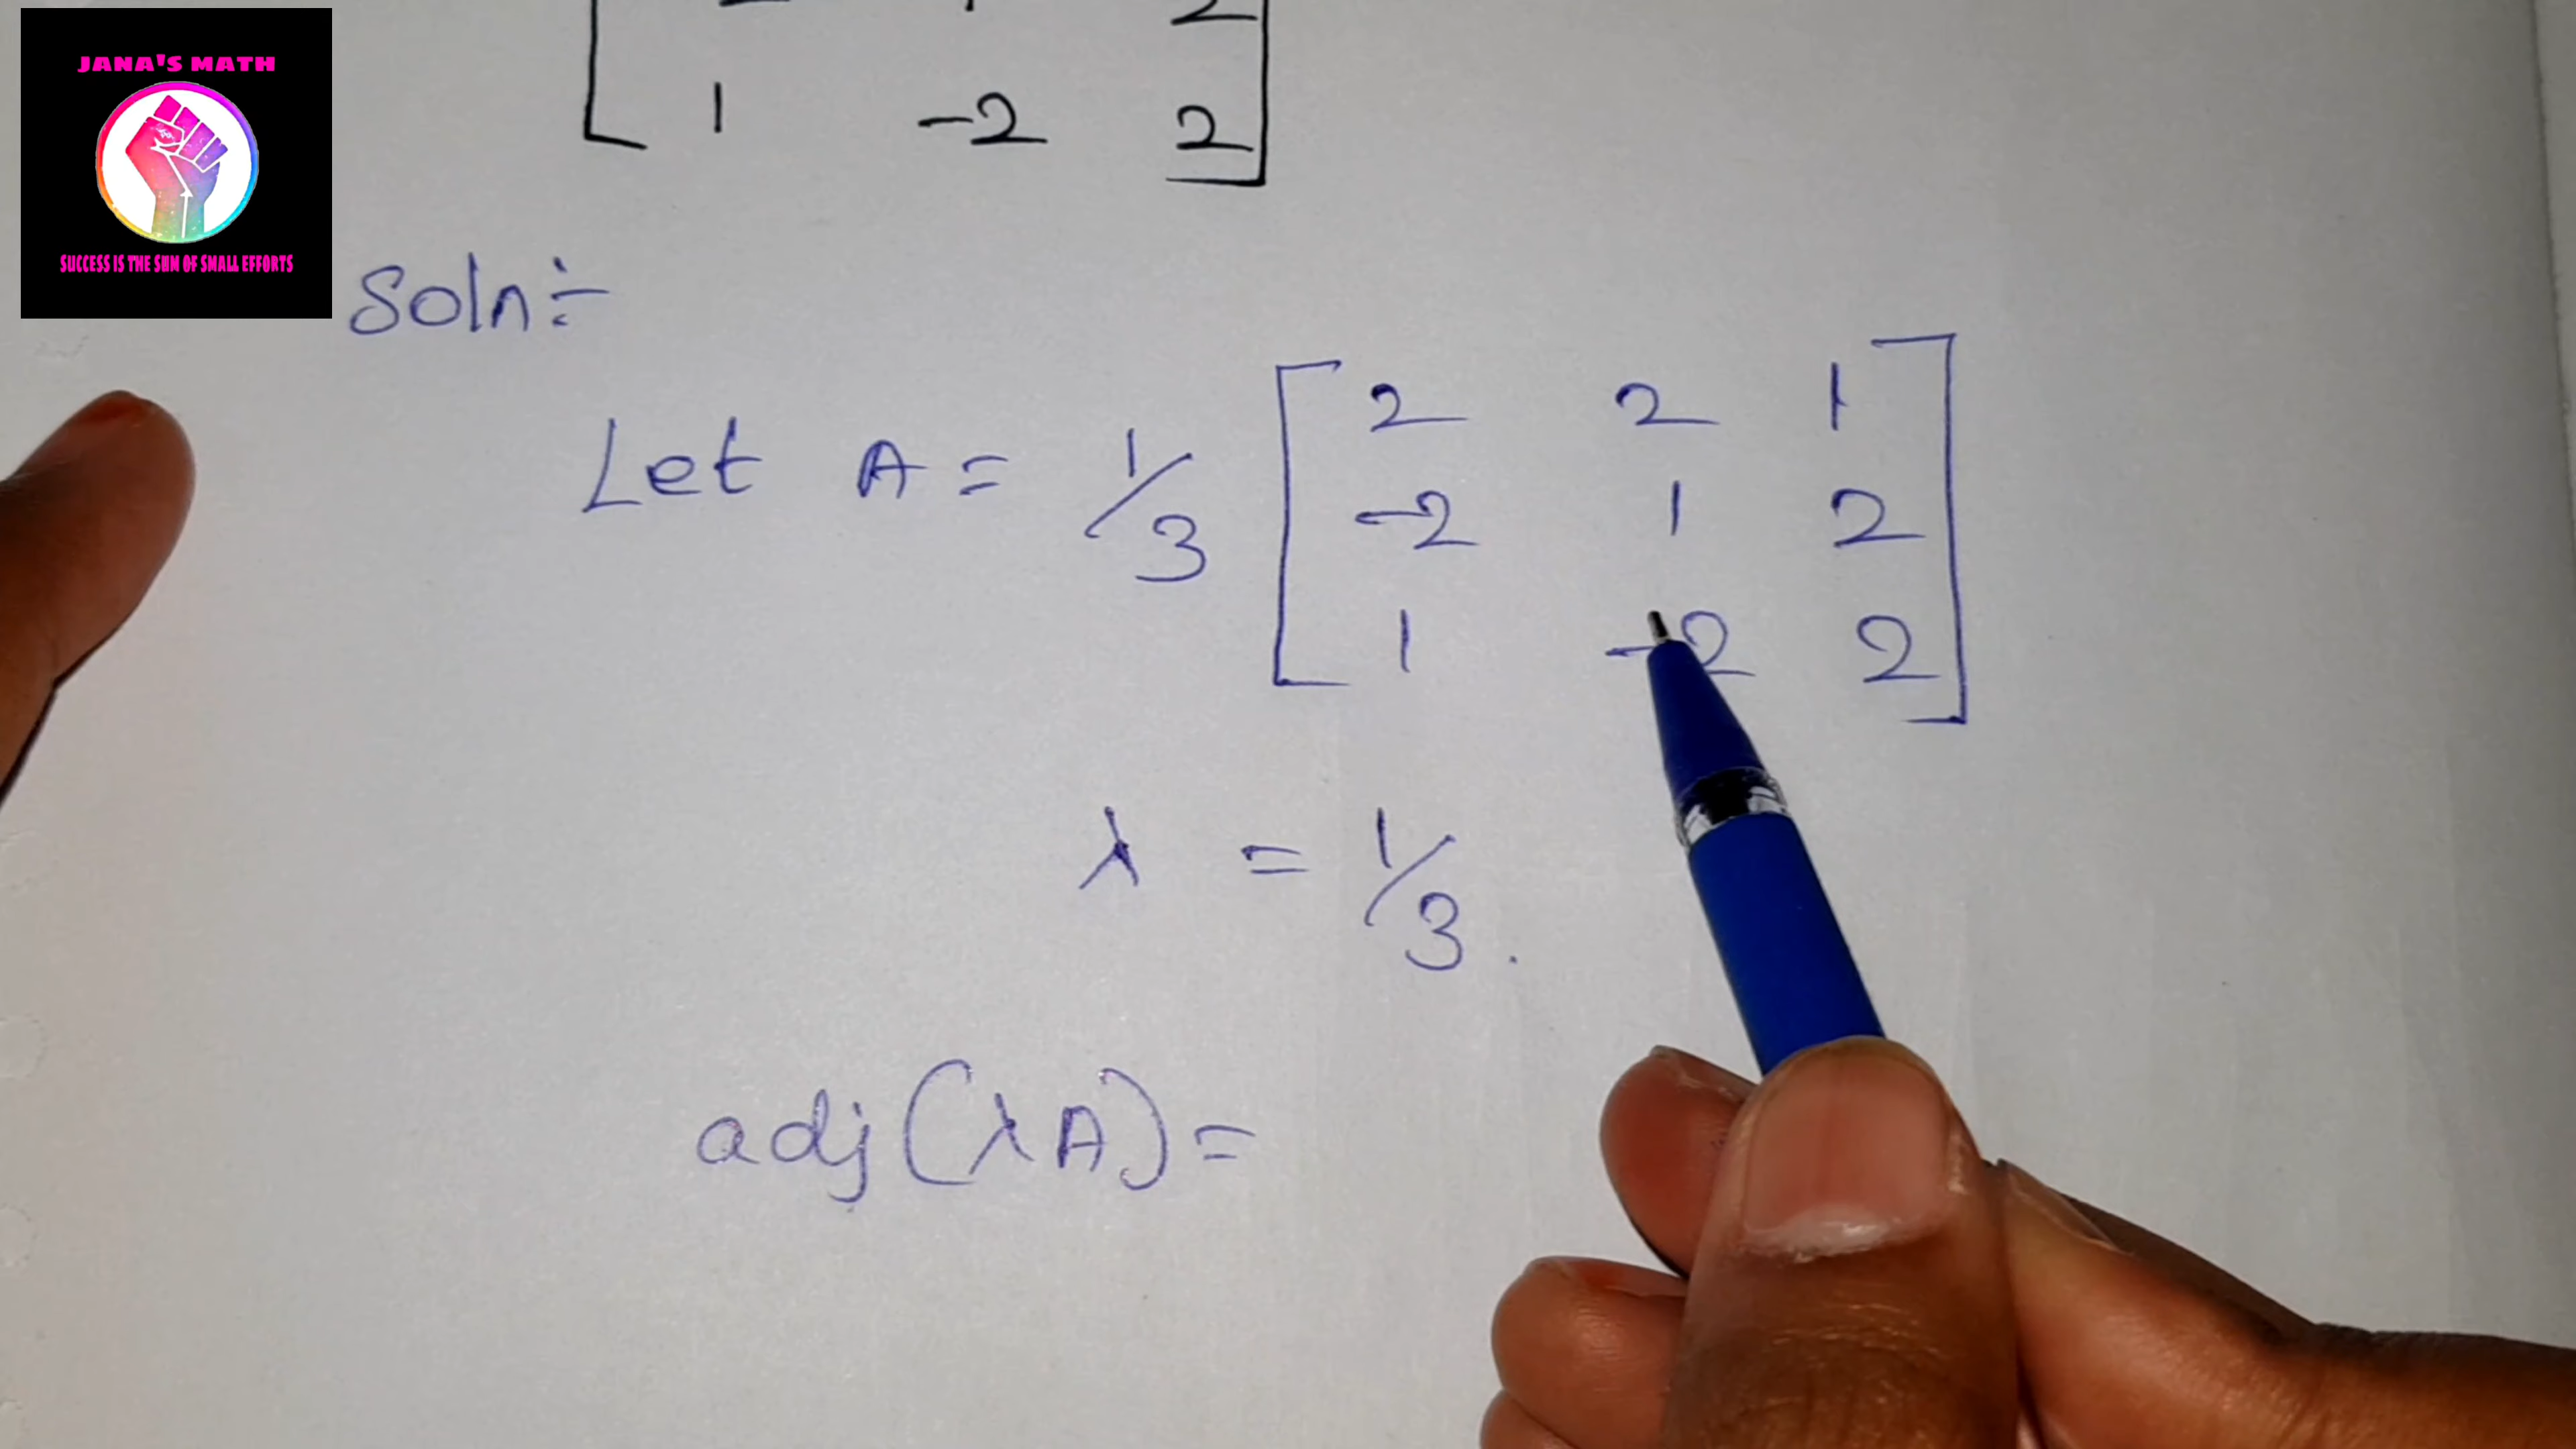 JANA'S MATH
SUCCESS IS THE SUM OF SMALL EFFORTS
2
1 -2 2
Soln:-
Let A = 1/3 [ 2 2 1
-2 1 2
1 -2 2 ]
λ = 1/3.
adj(λA) =